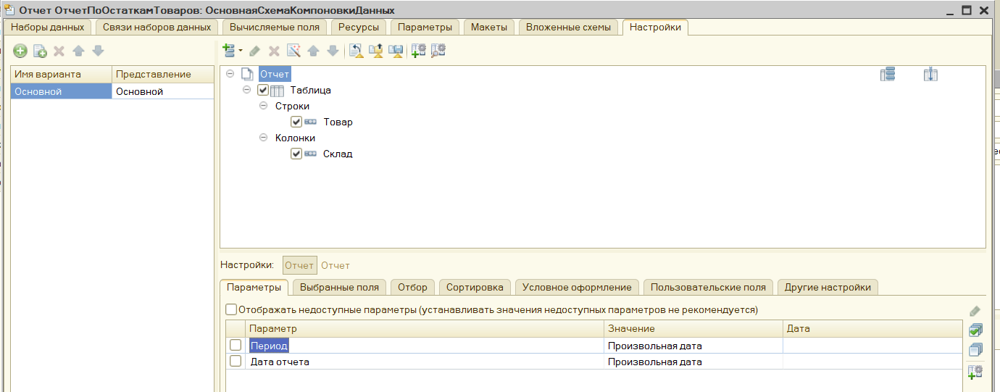 Отчет ОтчетПоОстаткамТоваров: ОсновнаяСхемаКомпоновкиДанных
Наборы данных Связи наборов данных Вычисляемые поля Ресурсы Параметры Макеты Вложенные схемы Настройки
Имя варианта Представление
Основной Основной
Отчет
Таблица
Строки
Товар
Колонки
Склад
Настройки: Отчет Отчет
Параметры Выбранные поля Отбор Сортировка Условное оформление Пользовательские поля Другие настройки
Отображать недоступные параметры (устанавливать значения недоступных параметров не рекомендуется)
Параметр Значение Дата
Период Произвольная дата
Дата отчета Произвольная дата